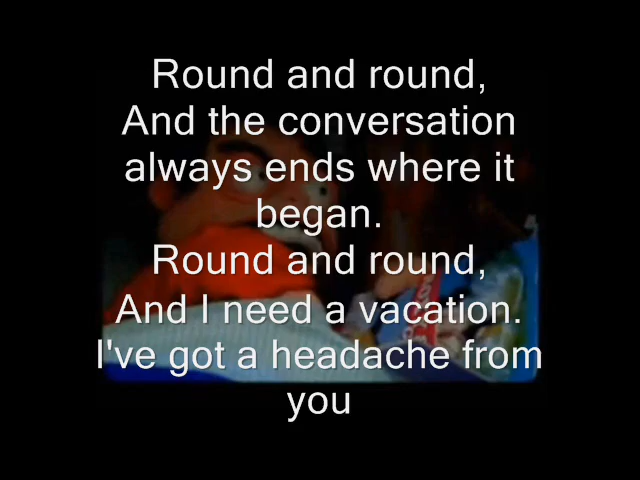 Round and round,
And the conversation
always ends where it
began.
Round and round,
And I need a vacation.
I've got a headache from
you